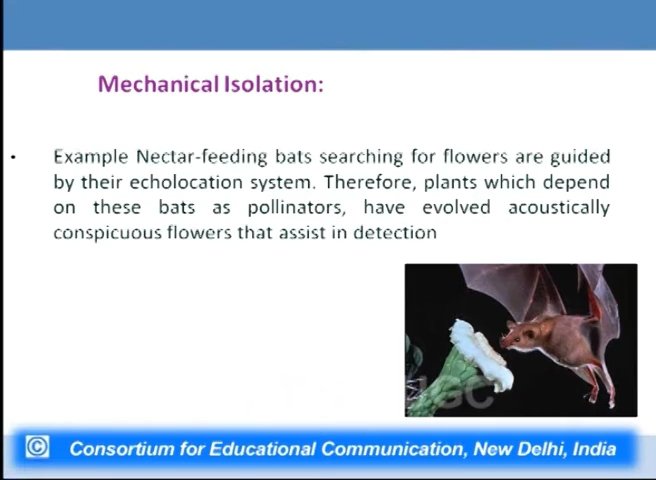 Mechanical Isolation:
• Example Nectar-feeding bats searching for flowers are guided
by their echolocation system. Therefore, plants which depend
on these bats as pollinators, have evolved acoustically
conspicuous flowers that assist in detection
© Consortium for Educational Communication, New Delhi, India